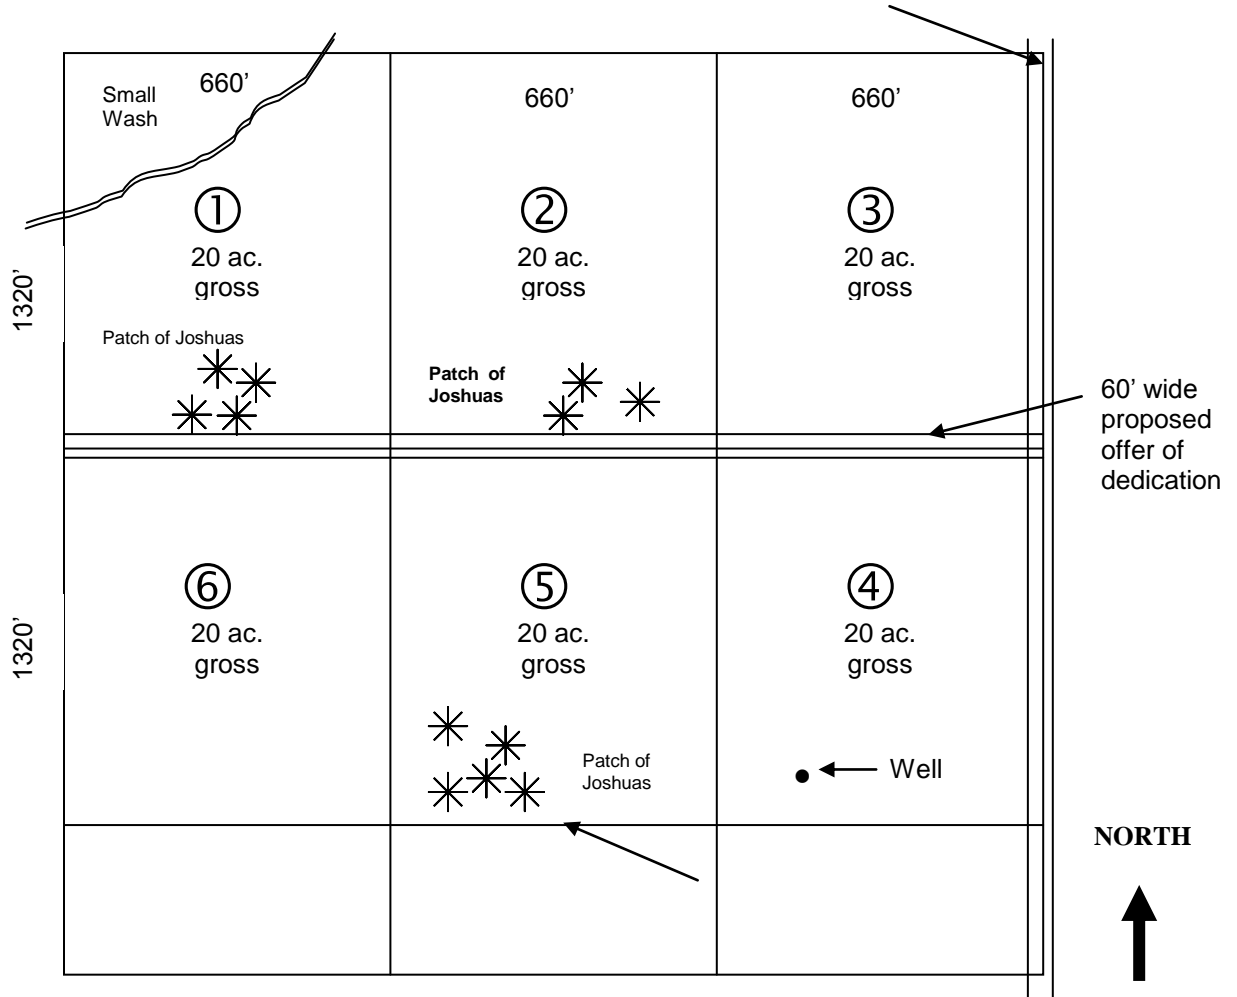 Small
Wash
660’
660’
660’
①
20 ac.
gross
②
20 ac.
gross
③
20 ac.
gross
1320’
Patch of Joshuas
Patch of
Joshuas
60’ wide
proposed
offer of
dedication
⑥
20 ac.
gross
⑤
20 ac.
gross
④
20 ac.
gross
1320’
Patch of
Joshuas
Well
NORTH